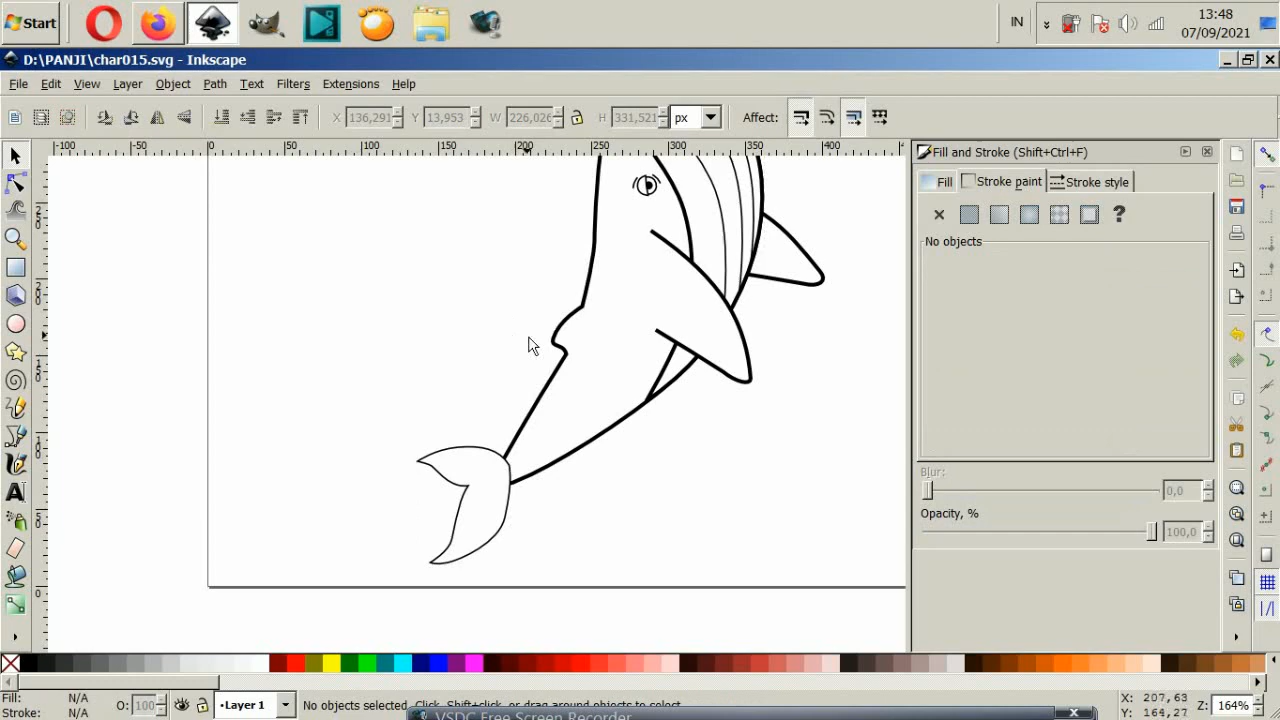 Start
IN
13:48
07/09/2021
D:\PANJI\char015.svg - Inkscape
File Edit View Layer Object Path Text Filters Extensions Help
X 136,291 Y 13,953 W 226,026 H 331,521 px Affect:
-100 -50 0 50 100 150 200 250 300 350 400
Fill and Stroke (Shift+Ctrl+F)
Fill Stroke paint Stroke style
?
No objects
Blur:
0,0
Opacity, %
100,0
Fill: N/A
Stroke: N/A
O: 100
Layer 1
No objects selected. Click, Shift+click, or drag around objects to select.
X: 207,63
Y: 164,27
Z: 164%
VSDC Free Screen Recorder